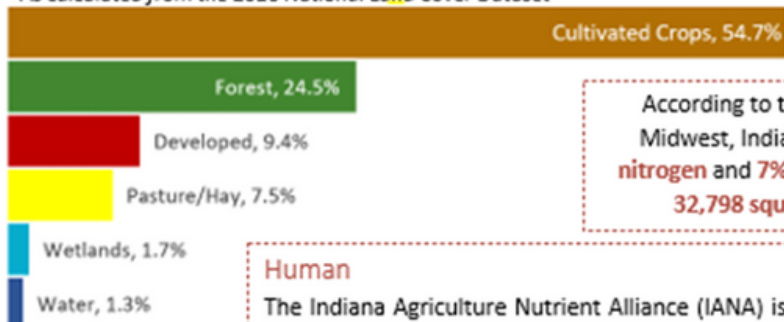 Cultivated Crops, 54.7%
Forest, 24.5%
Developed, 9.4%
Pasture/Hay, 7.5%
Wetlands, 1.7%
Water, 1.3%
According to t
Midwest, India
nitrogen and 7%
32,798 squ
Human
The Indiana Agriculture Nutrient Alliance (IANA) is